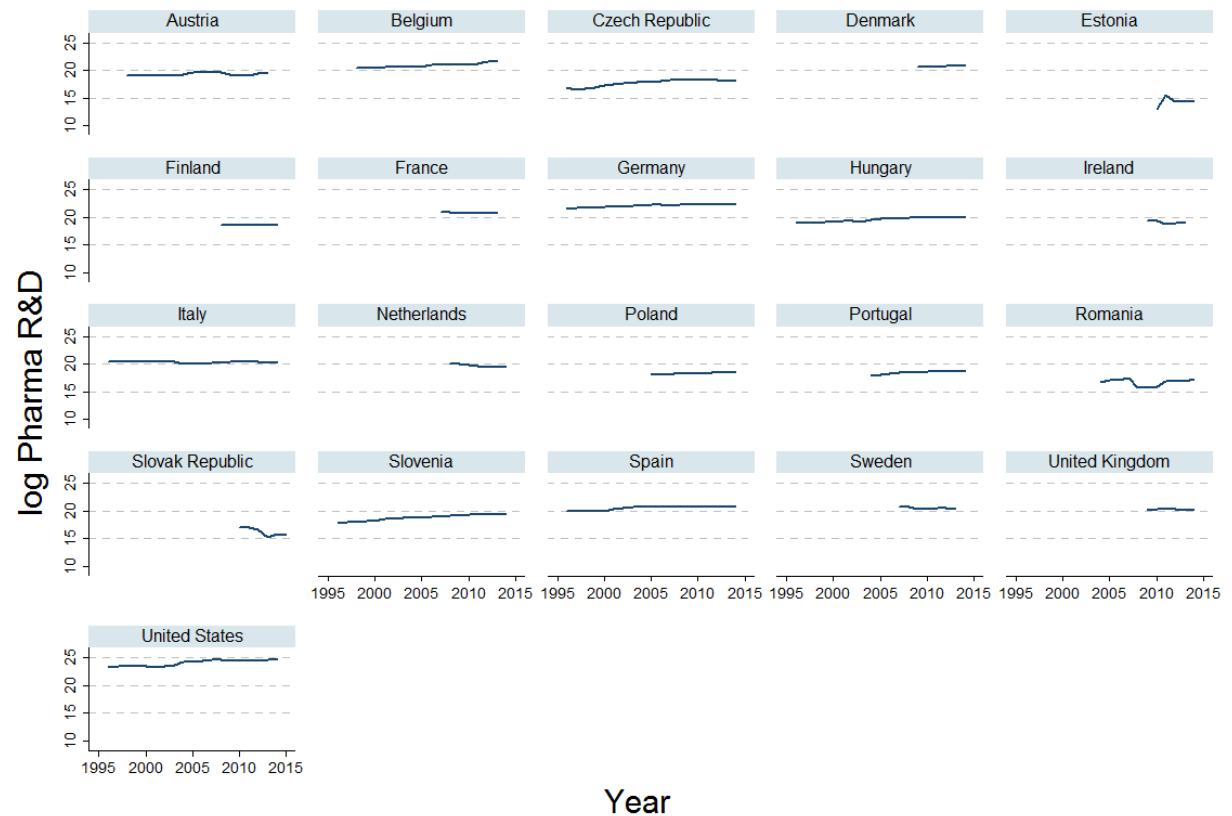 Austria
Belgium
Czech Republic
Denmark
Estonia
25
20
15
10
Finland
France
Germany
Hungary
Ireland
25
20
15
10
Italy
Netherlands
Poland
Portugal
Romania
25
20
15
10
Slovak Republic
Slovenia
Spain
Sweden
United Kingdom
25
20
15
10
1995 2000 2005 2010 2015
1995 2000 2005 2010 2015
1995 2000 2005 2010 2015
1995 2000 2005 2010 2015
United States
25
20
15
10
1995 2000 2005 2010 2015
log Pharma R&D
Year